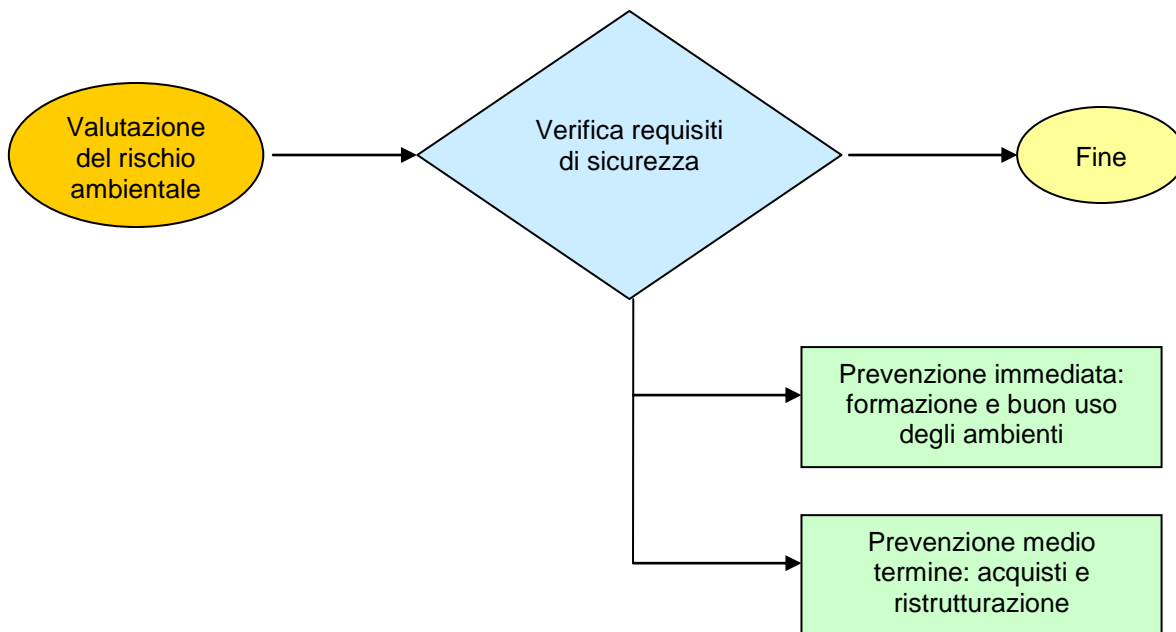 Valutazione
del rischio
ambientale
Verifica requisiti
di sicurezza
Fine
Prevenzione immediata:
formazione e buon uso
degli ambienti
Prevenzione medio
termine: acquisti e
ristrutturazione